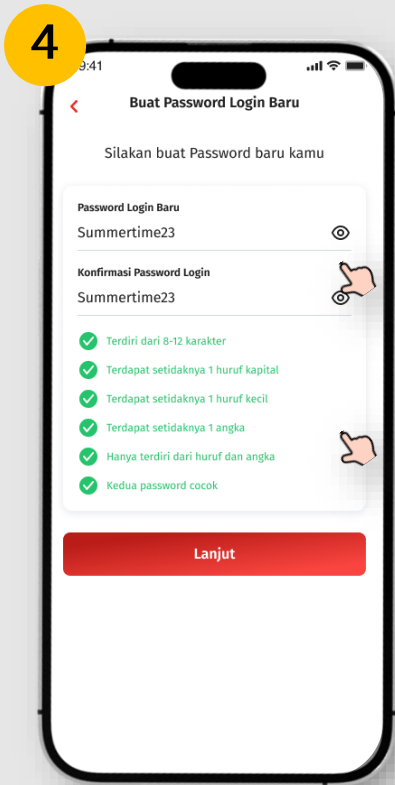 4
9:41
Buat Password Login Baru
Silakan buat Password baru kamu
Password Login Baru
Summertime23
Konfirmasi Password Login
Summertime23
Terdiri dari 8-12 karakter
Terdapat setidaknya 1 huruf kapital
Terdapat setidaknya 1 huruf kecil
Terdapat setidaknya 1 angka
Hanya terdiri dari huruf dan angka
Kedua password cocok
Lanjut